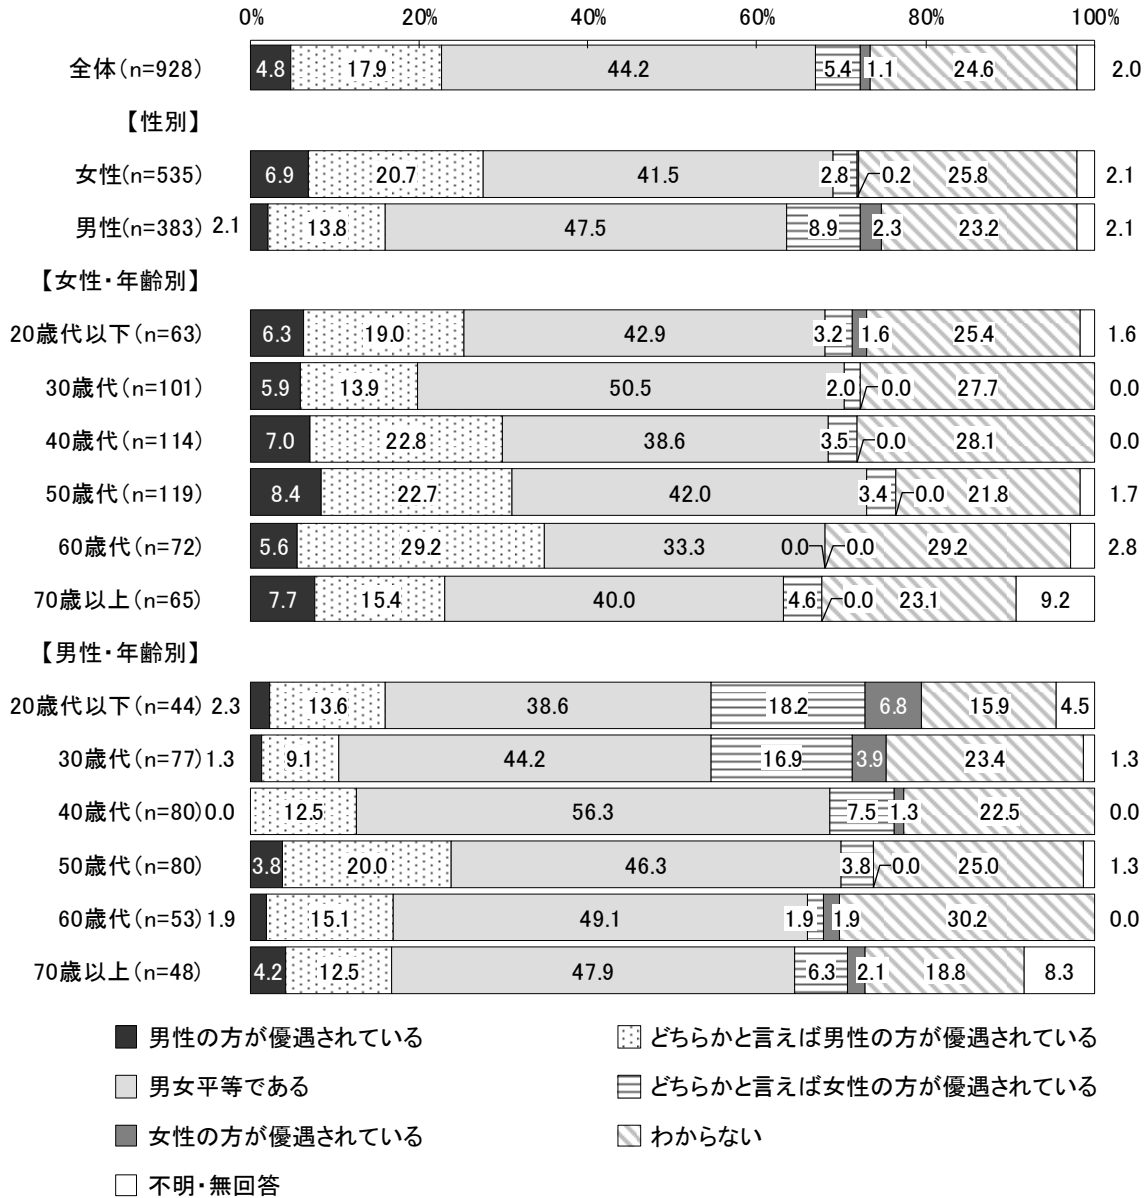 0% 20% 40% 60% 80% 100%
全体(n=928) 4.8 17.9 44.2 5.4 1.1 24.6 2.0
【性別】
女性(n=535) 6.9 20.7 41.5 2.8 0.2 25.8 2.1
男性(n=383) 2.1 13.8 47.5 8.9 2.3 23.2 2.1
【女性・年齢別】
20歳代以下(n=63) 6.3 19.0 42.9 3.2 1.6 25.4 1.6
30歳代(n=101) 5.9 13.9 50.5 2.0 0.0 27.7 0.0
40歳代(n=114) 7.0 22.8 38.6 3.5 0.0 28.1 0.0
50歳代(n=119) 8.4 22.7 42.0 3.4 0.0 21.8 1.7
60歳代(n=72) 5.6 29.2 33.3 0.0 0.0 29.2 2.8
70歳以上(n=65) 7.7 15.4 40.0 4.6 0.0 23.1 9.2
【男性・年齢別】
20歳代以下(n=44) 2.3 13.6 38.6 18.2 6.8 15.9 4.5
30歳代(n=77) 1.3 9.1 44.2 16.9 3.9 23.4 1.3
40歳代(n=80) 0.0 12.5 56.3 7.5 1.3 22.5 0.0
50歳代(n=80) 3.8 20.0 46.3 3.8 0.0 25.0 1.3
60歳代(n=53) 1.9 15.1 49.1 1.9 1.9 30.2 0.0
70歳以上(n=48) 4.2 12.5 47.9 6.3 2.1 18.8 8.3
男性の方が優遇されている どちらかと言えば男性の方が優遇されている
男女平等である どちらかと言えば女性の方が優遇されている
女性の方が優遇されている わからない
不明・無回答